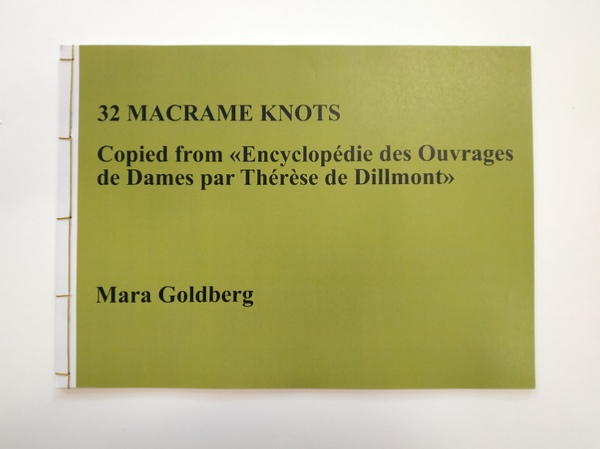 32 MACRAME KNOTS
Copied from «Encyclopédie des Ouvrages
de Dames par Thérèse de Dillmont»
Mara Goldberg